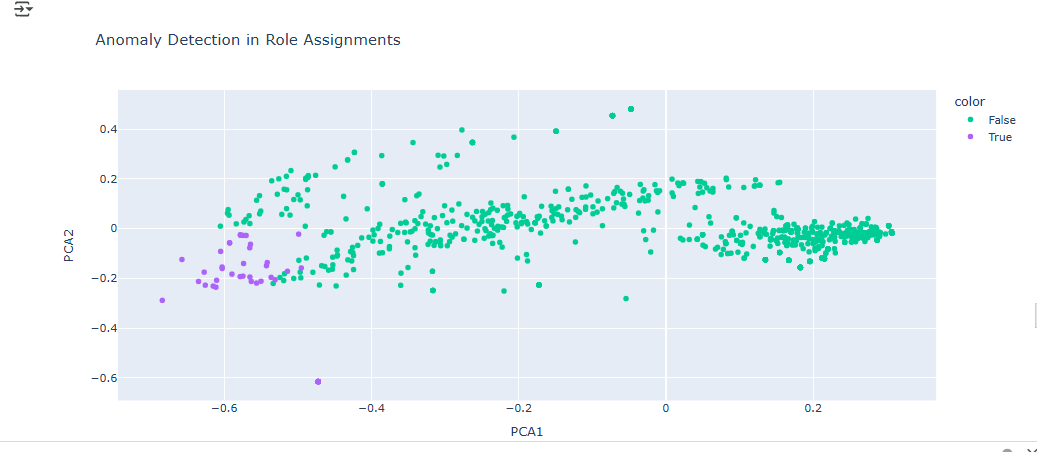 Anomaly Detection in Role Assignments
color
False
True
0.4
0.2
0
−0.2
−0.4
−0.6
PCA2
−0.6
−0.4
−0.2
0
0.2
PCA1